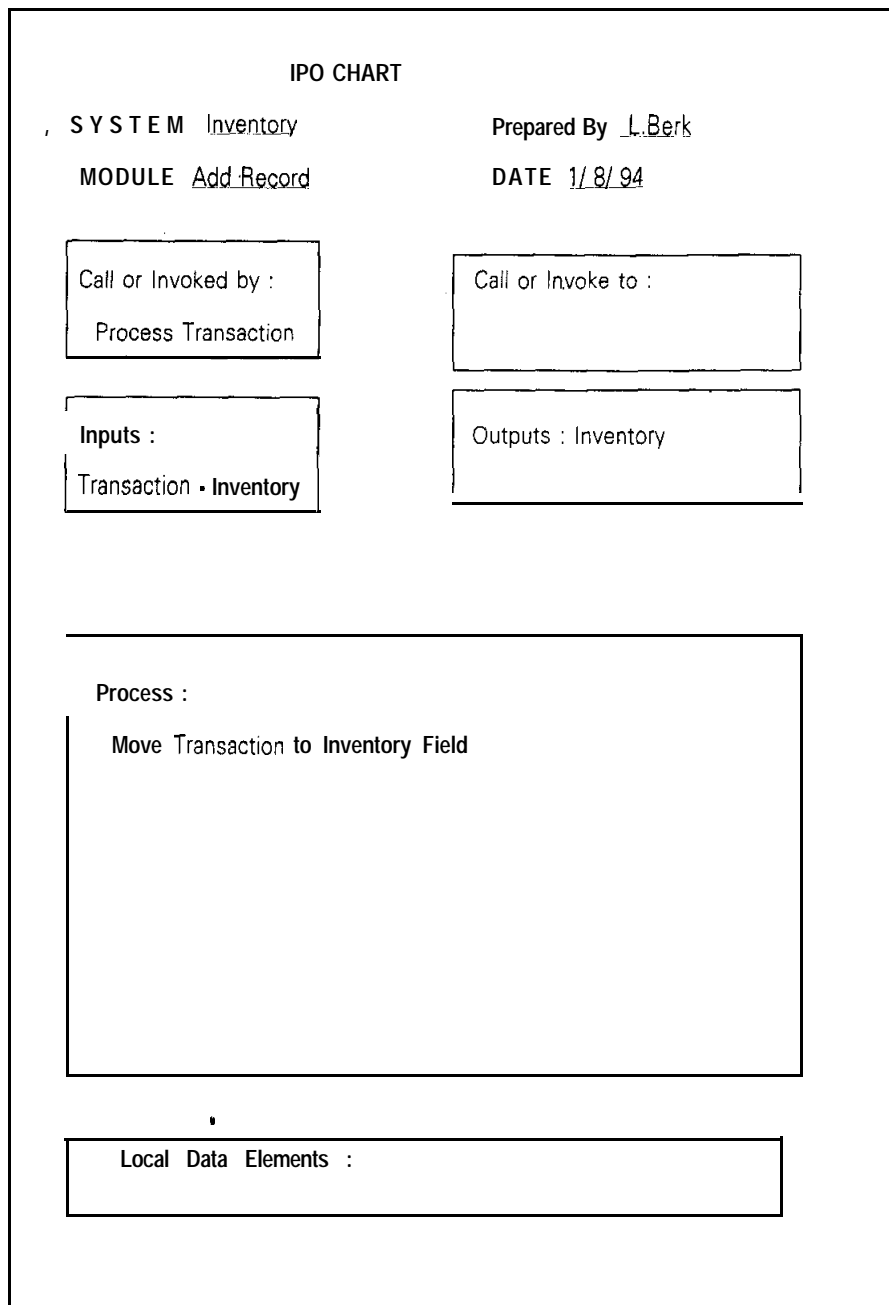 IPO CHART
, SYSTEM Inventory
Prepared By L.Berk
MODULE Add Record
DATE 1/ 8/ 94
Call or Invoked by :
Process Transaction
Call or Invoke to :
Inputs :
Transaction - Inventory
Outputs : Inventory
Process :
Move Transaction to Inventory Field
Local Data Elements :